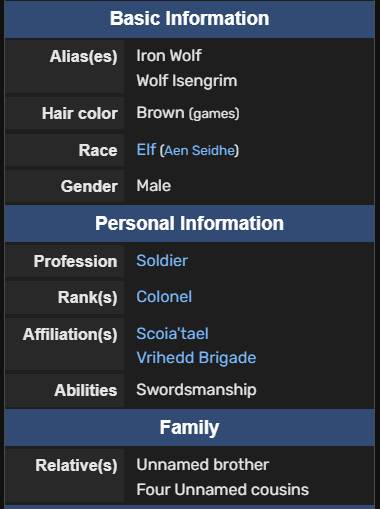 Basic Information
Alias(es) Iron Wolf
Wolf Isengrim
Hair color Brown (games)
Race Elf (Aen Seidhe)
Gender Male
Personal Information
Profession Soldier
Rank(s) Colonel
Affiliation(s) Scoia'tael
Vrihedd Brigade
Abilities Swordsmanship
Family
Relative(s) Unnamed brother
Four Unnamed cousins